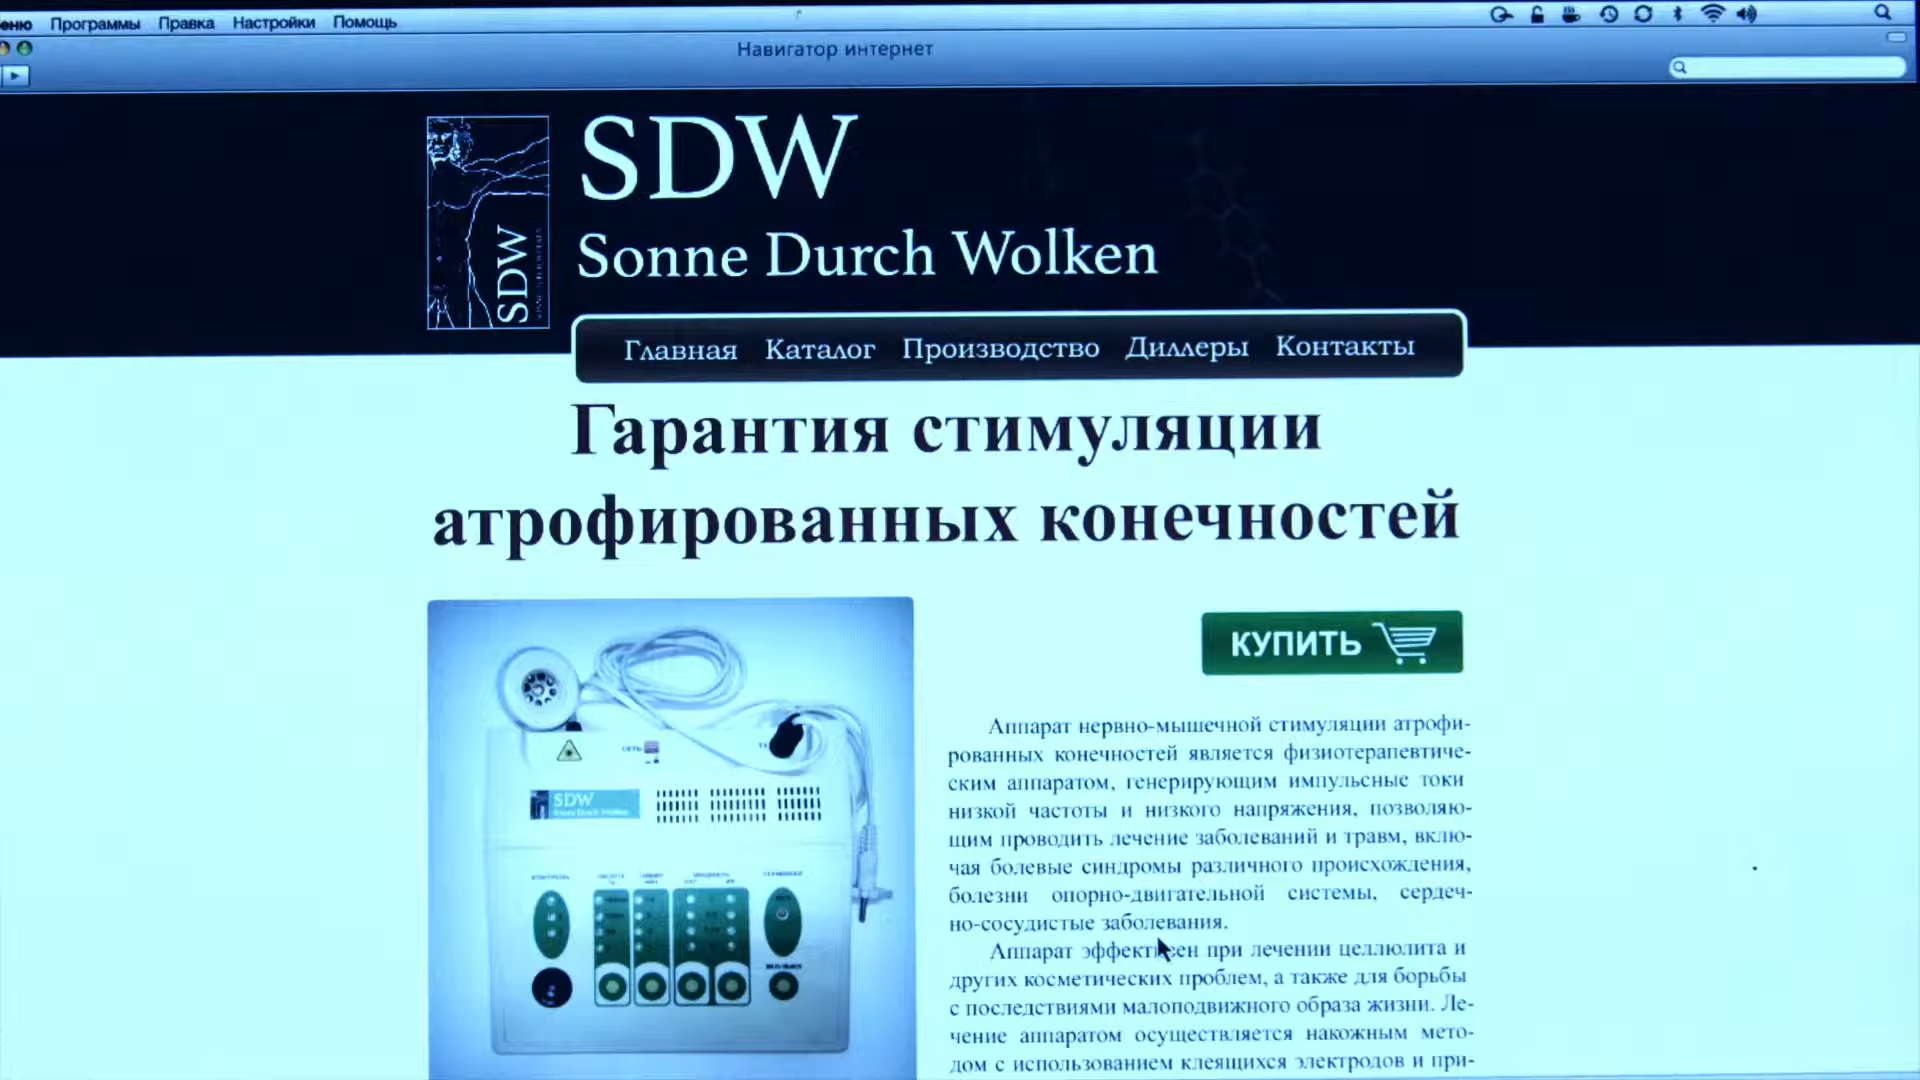 еню Программы Правка Настройки Помощь
Навигатор интернет
SDW
SDW
Sonne Durch Wolken
Главная Каталог Производство Диллеры Контакты
Гарантия стимуляции
атрофированных конечностей
КУПИТЬ
СЕТЬ
SDW
Sonne Durch Wolken
Аппарат нервно-мышечной стимуляции атрофи-
рованных конечностей является физиотерапевтиче-
ским аппаратом, генерирующим импульсные токи
низкой частоты и низкого напряжения, позволяю-
щим проводить лечение заболеваний и травм, вклю-
чая болевые синдромы различного происхождения,
болезни опорно-двигательной системы, сердеч-
но-сосудистые заболевания.
Аппарат эффективен при лечении целлюлита и
других косметических проблем, а также для борьбы
с последствиями малоподвижного образа жизни. Ле-
чение аппаратом осуществляется накожным мето-
дом с использованием клеящихся электродов и при-